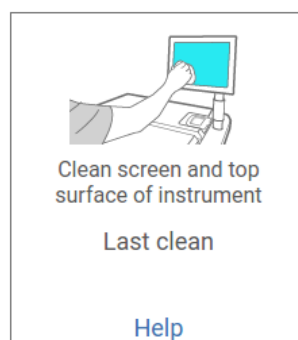 Clean screen and top
surface of instrument
Last clean
Help